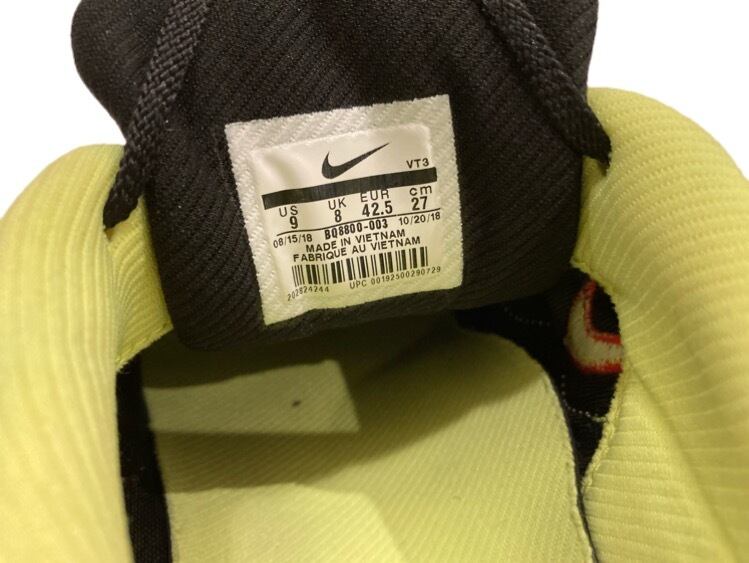 VT3
US UK EUR cm
9 8 42.5 27
08/15/18 BQ8800-003 10/20/18
MADE IN VIETNAM
FABRIQUE AU VIETNAM
202824244 UPC 00192500290729